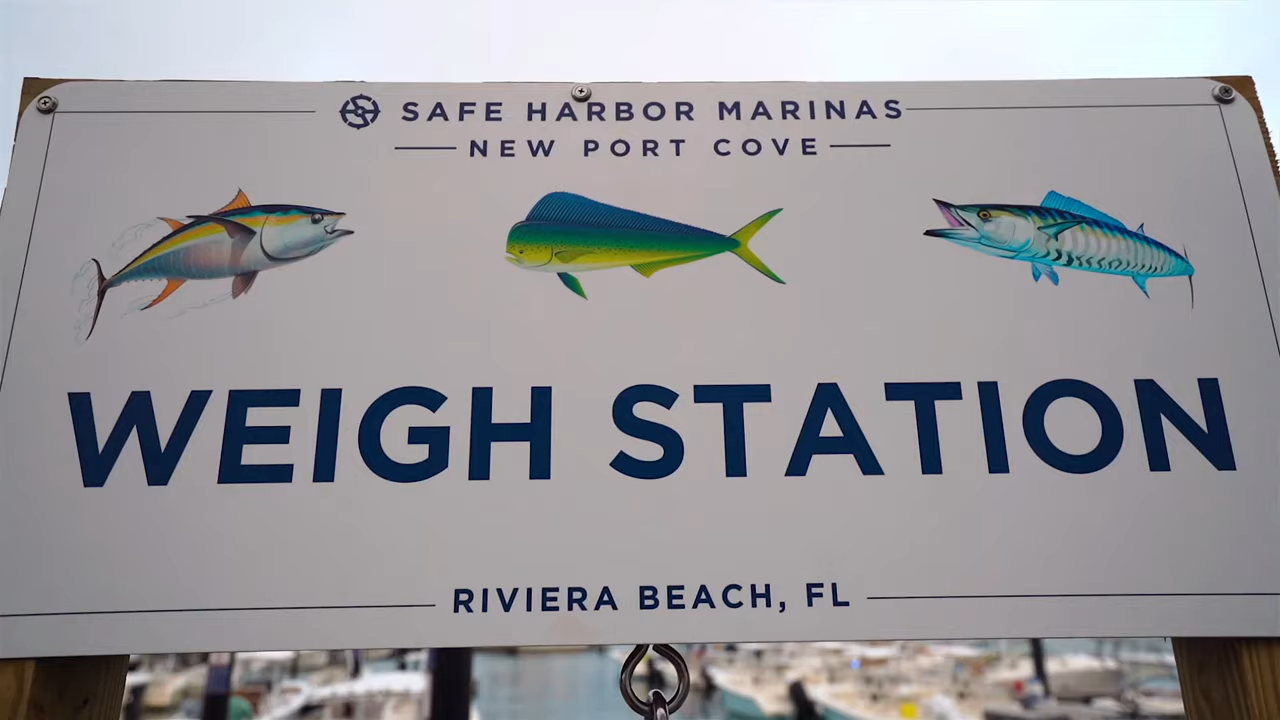 SAFE HARBOR MARINAS
NEW PORT COVE
WEIGH STATION
RIVIERA BEACH, FL